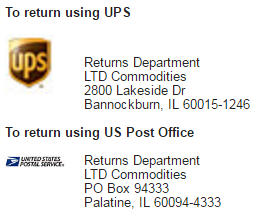 To return using UPS
ups
Returns Department
LTD Commodities
2800 Lakeside Dr
Bannockburn, IL 60015-1246
To return using US Post Office
UNITED STATES
POSTAL SERVICE
Returns Department
LTD Commodities
PO Box 94333
Palatine, IL 60094-4333